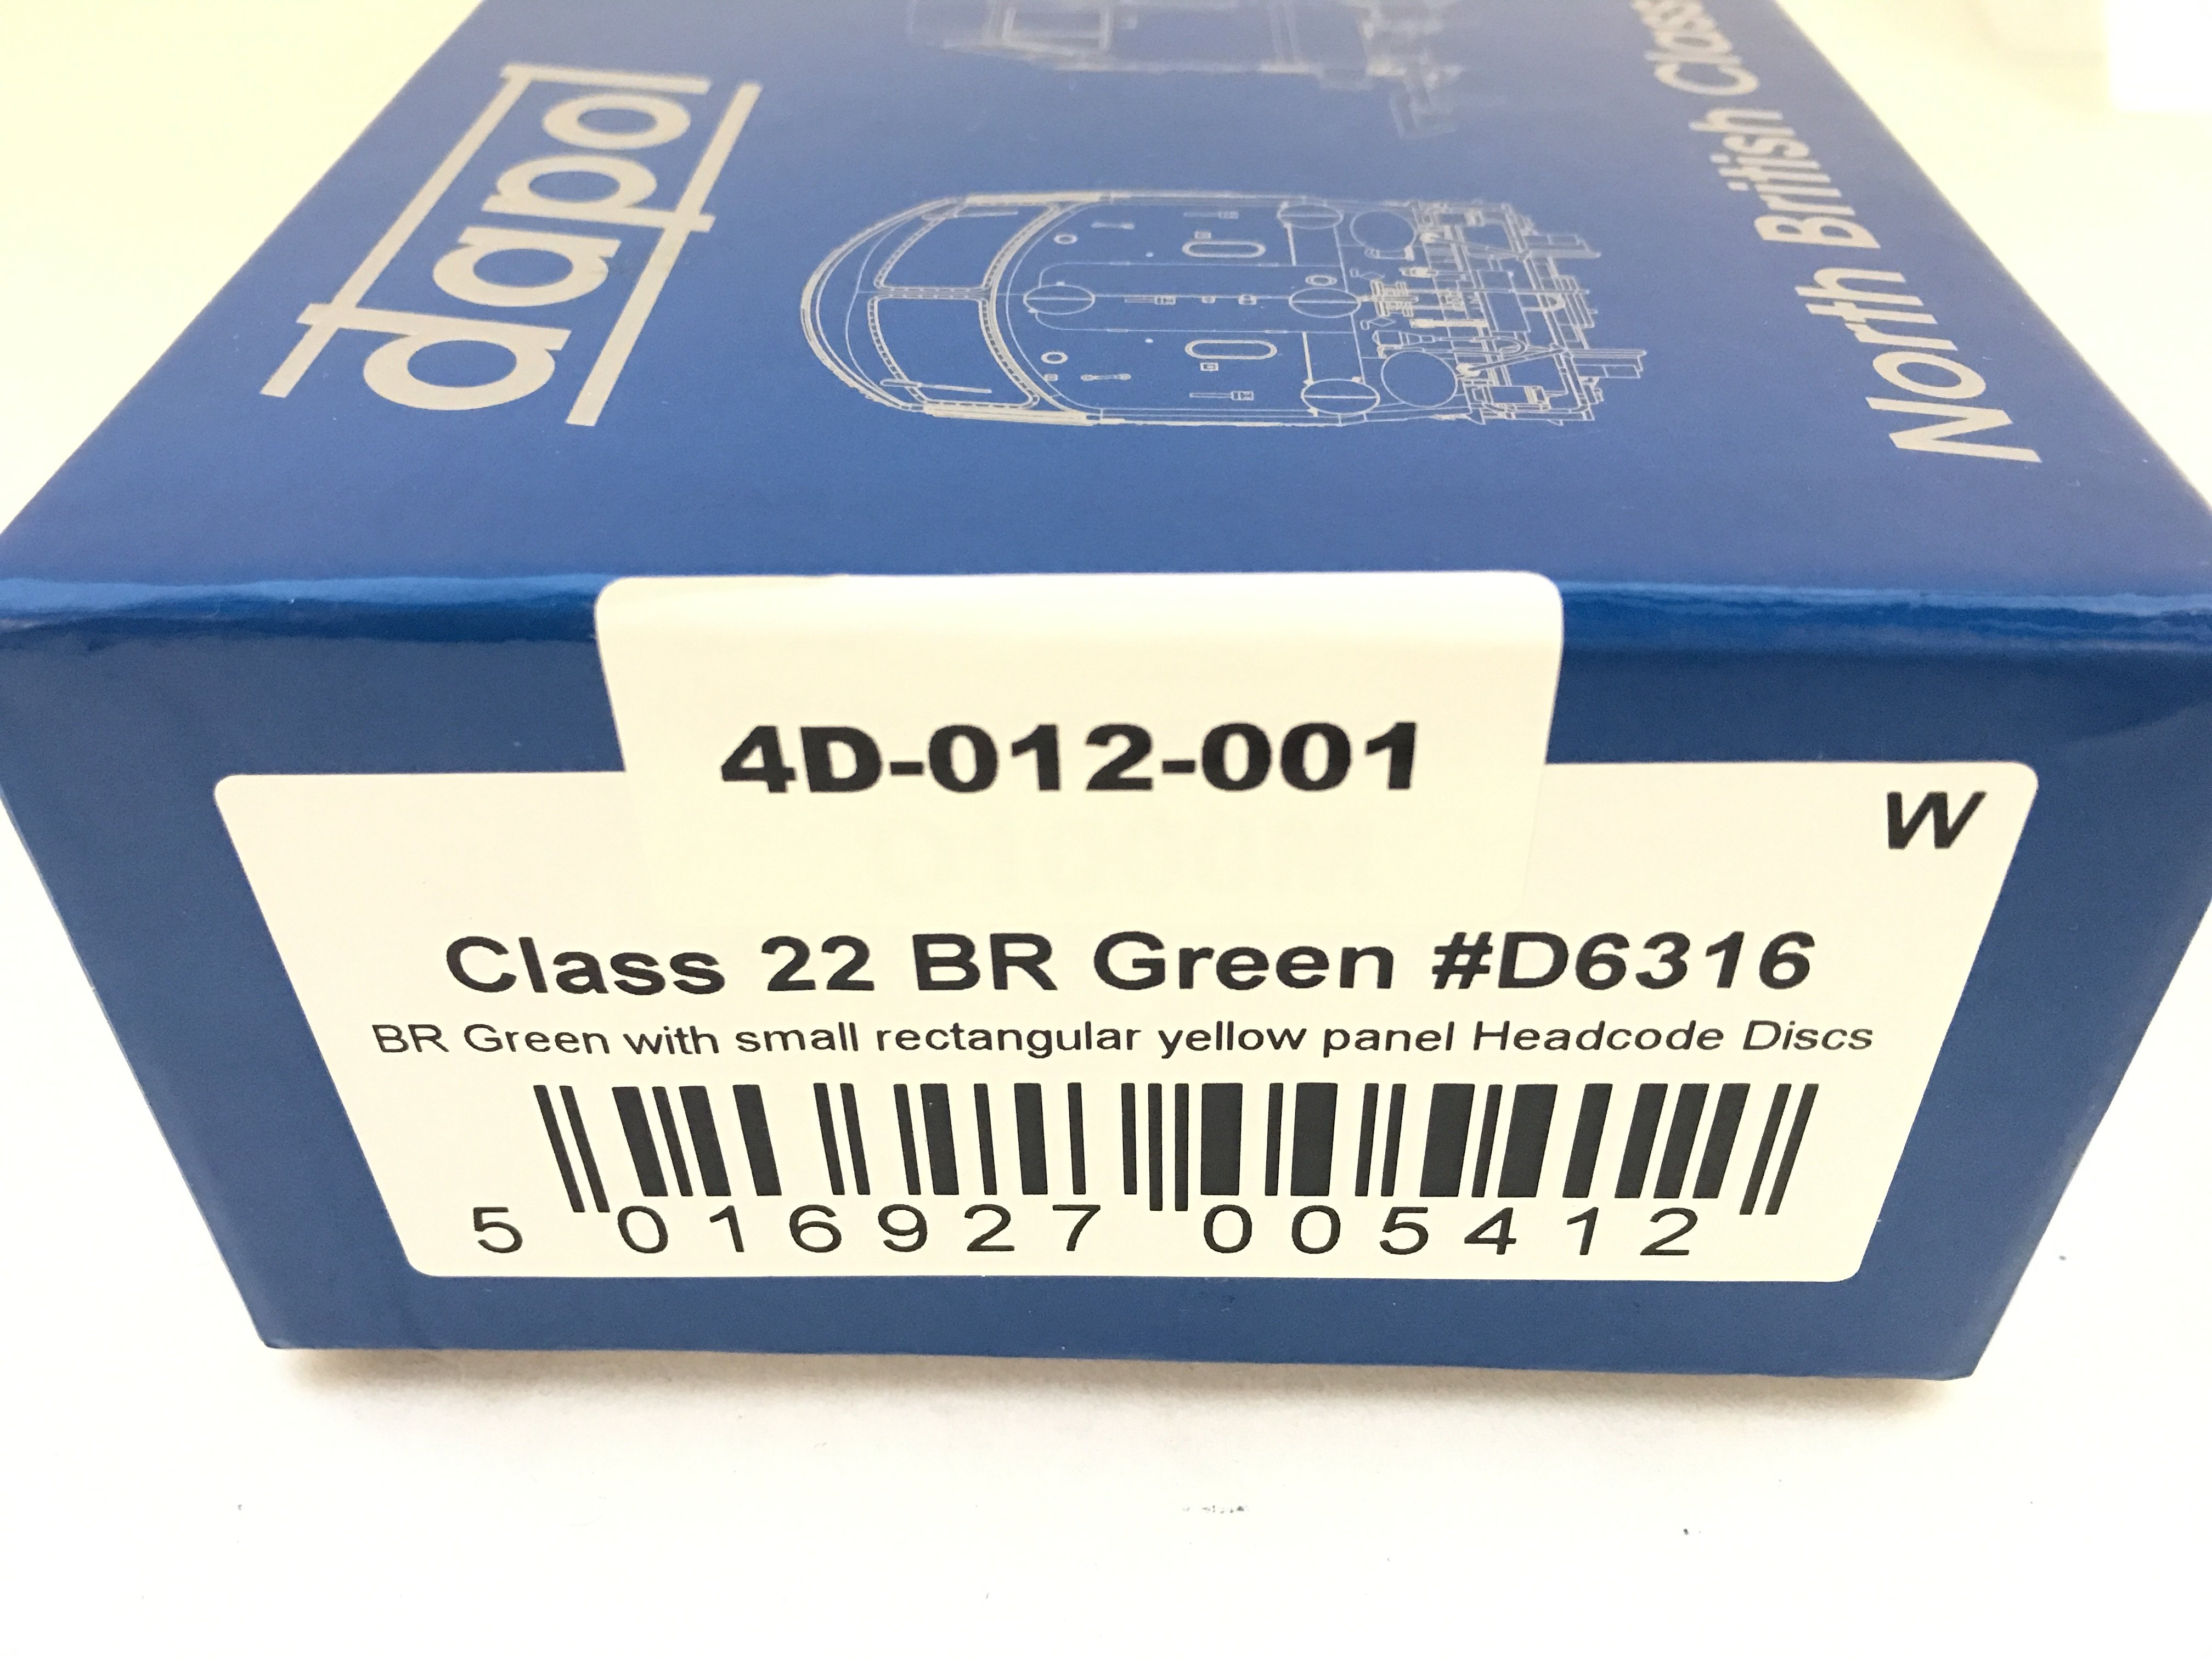 dapol
North British Class
4D-012-001
W
Class 22 BR Green #D6316
BR Green with small rectangular yellow panel Headcode Discs
5 016927 005412